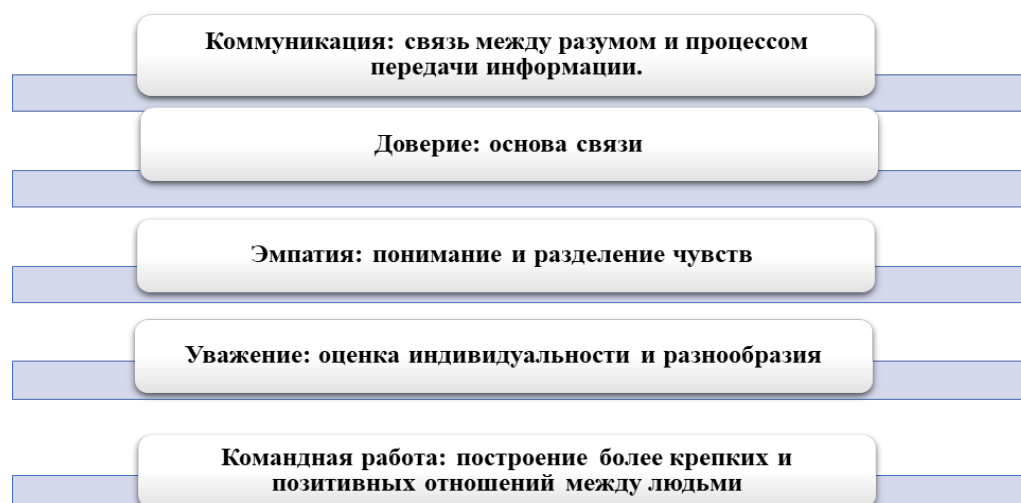 Коммуникация: связь между разумом и процессом
передачи информации.
Доверие: основа связи
Эмпатия: понимание и разделение чувств
Уважение: оценка индивидуальности и разнообразия
Командная работа: построение более крепких и
позитивных отношений между людьми